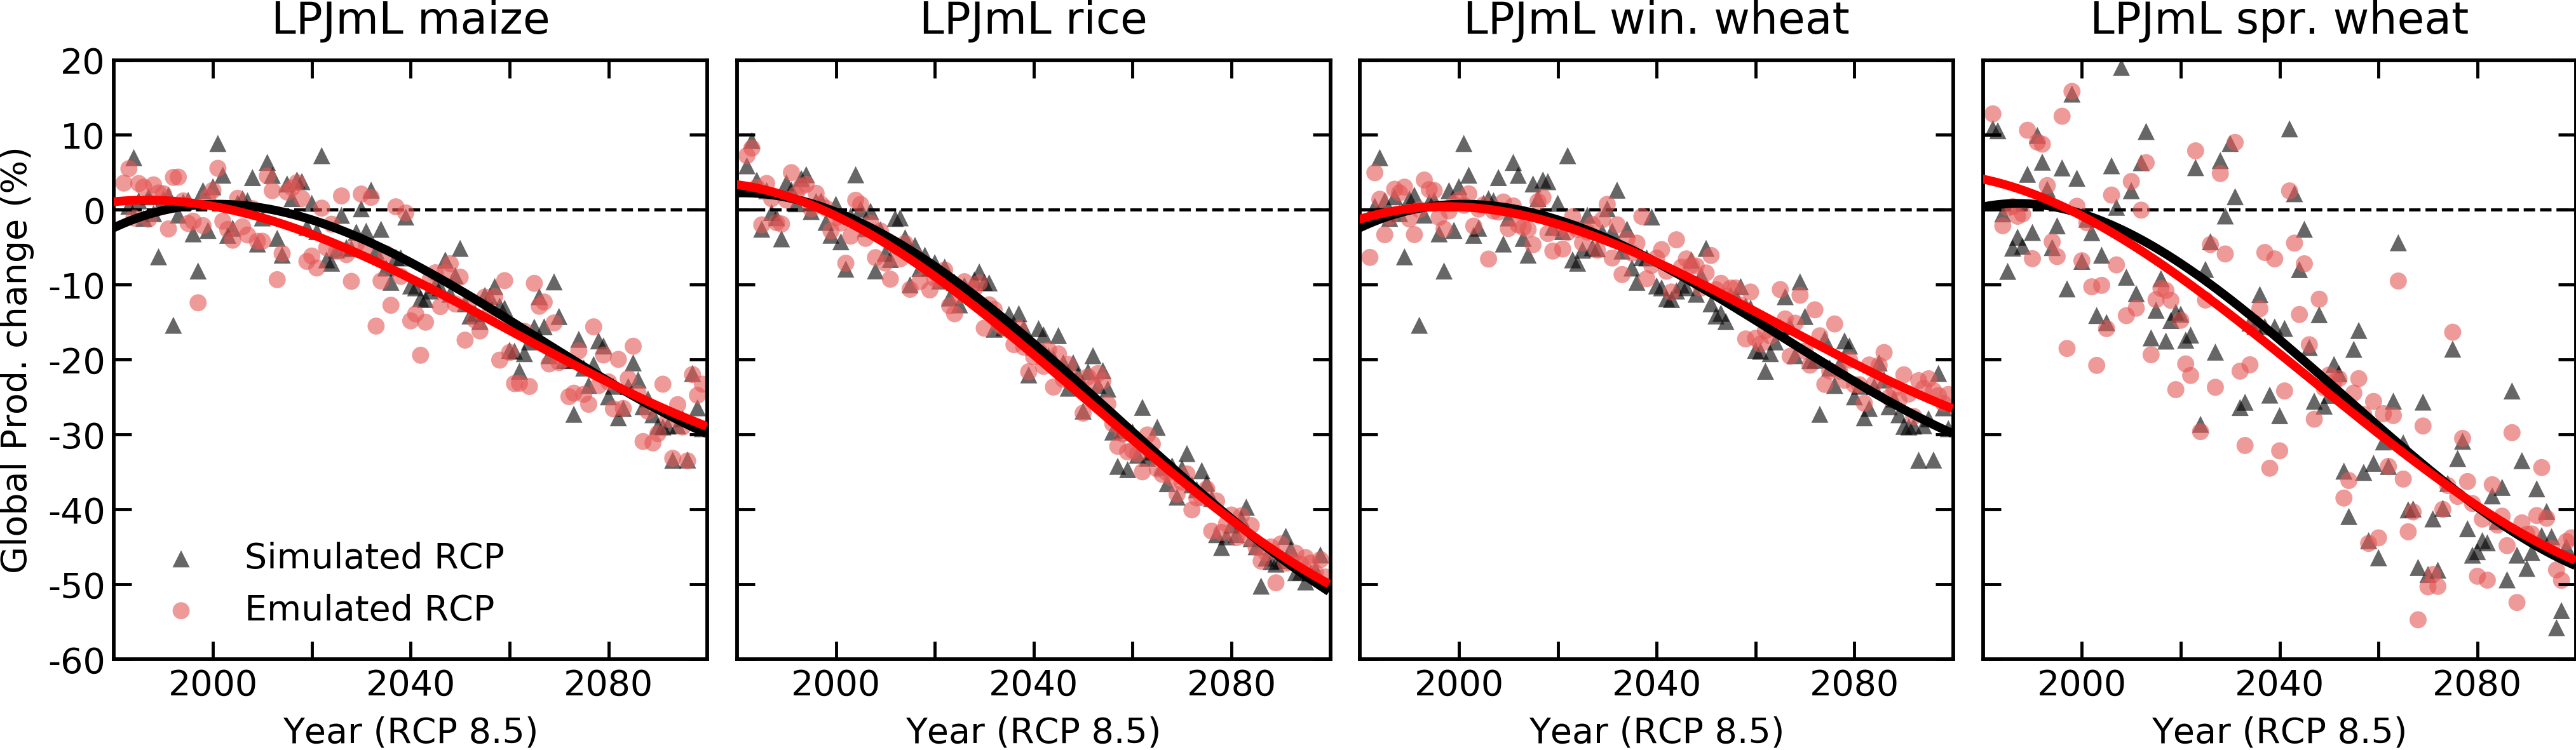 LPJmL maize
LPJmL rice
LPJmL win. wheat
LPJmL spr. wheat
Global Prod. change (%)
20
10
0
-10
-20
-30
-40
-50
-60
Simulated RCP
Emulated RCP
2000 2040 2080
2000 2040 2080
2000 2040 2080
2000 2040 2080
Year (RCP 8.5)
Year (RCP 8.5)
Year (RCP 8.5)
Year (RCP 8.5)